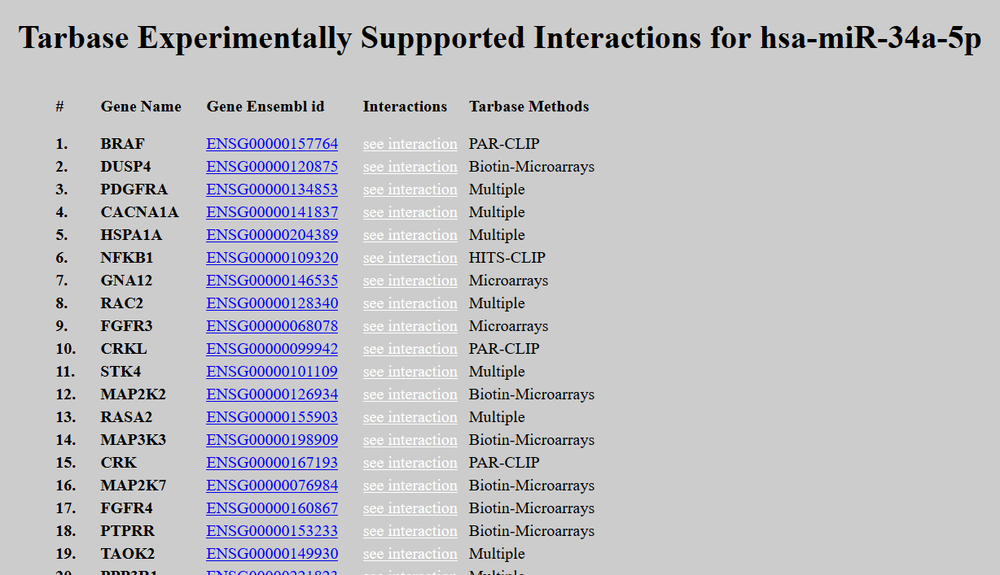 Tarbase Experimentally Suppported Interactions for hsa-miR-34a-5p
# Gene Name Gene Ensembl id Interactions Tarbase Methods
1. BRAF ENSG00000157764 see interaction PAR-CLIP
2. DUSP4 ENSG00000120875 see interaction Biotin-Microarrays
3. PDGFRA ENSG00000134853 see interaction Multiple
4. CACNA1A ENSG00000141837 see interaction Multiple
5. HSPA1A ENSG00000204389 see interaction Multiple
6. NFKB1 ENSG00000109320 see interaction HITS-CLIP
7. GNA12 ENSG00000146535 see interaction Microarrays
8. RAC2 ENSG00000128340 see interaction Multiple
9. FGFR3 ENSG00000068078 see interaction Microarrays
10. CRKL ENSG00000099942 see interaction PAR-CLIP
11. STK4 ENSG00000101109 see interaction Multiple
12. MAP2K2 ENSG00000126934 see interaction Biotin-Microarrays
13. RASA2 ENSG00000155903 see interaction Multiple
14. MAP3K3 ENSG00000198909 see interaction Biotin-Microarrays
15. CRK ENSG00000167193 see interaction PAR-CLIP
16. MAP2K7 ENSG00000076984 see interaction Biotin-Microarrays
17. FGFR4 ENSG00000160867 see interaction Biotin-Microarrays
18. PTPRR ENSG00000153233 see interaction Biotin-Microarrays
19. TAOK2 ENSG00000149930 see interaction Multiple
20. see interaction Multiple